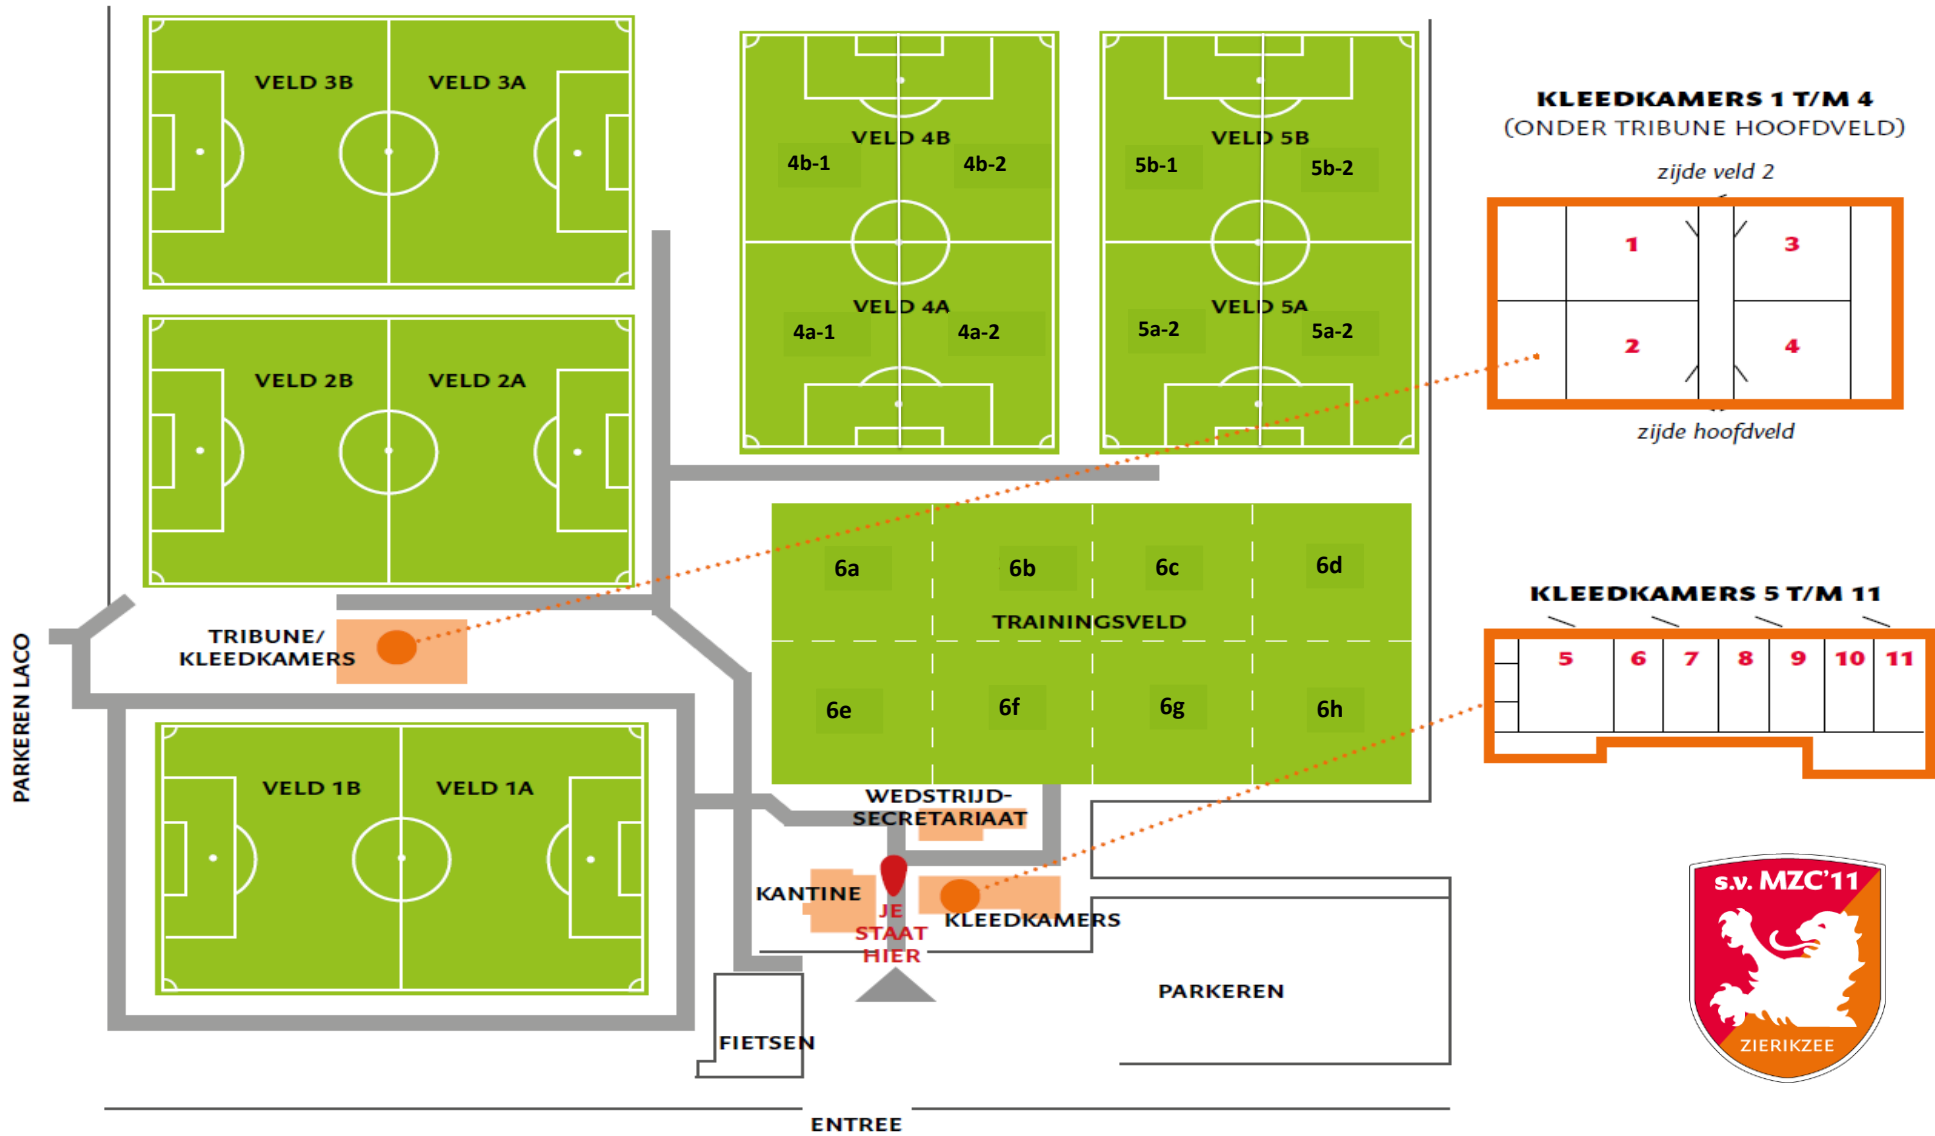 VELD 3B
VELD 3A
VELD 4B
4b-1
4b-2
VELD 5B
5b-1
5b-2
VELD 4A
4a-1
4a-2
VELD 5A
5a-2
5a-2
VELD 2B
VELD 2A
KLEEDKAMERS 1 T/M 4
(ONDER TRIBUNE HOOFDVELD)
zijde veld 2
1
3
2
4
zijde hoofdveld
6a
6b
6c
6d
TRAININGSVELD
6e
6f
6g
6h
KLEEDKAMERS 5 T/M 11
5
6
7
8
9
10
11
TRIBUNE/
KLEEDKAMERS
PARKEREN LACO
VELD 1B
VELD 1A
WEDSTRIJD-
SECRETARIAAT
KANTINE
JE
STAAT
HIER
KLEEDKAMERS
PARKEREN
FIETSEN
ENTREE
s.v. MZC'11
ZIERIKZEE